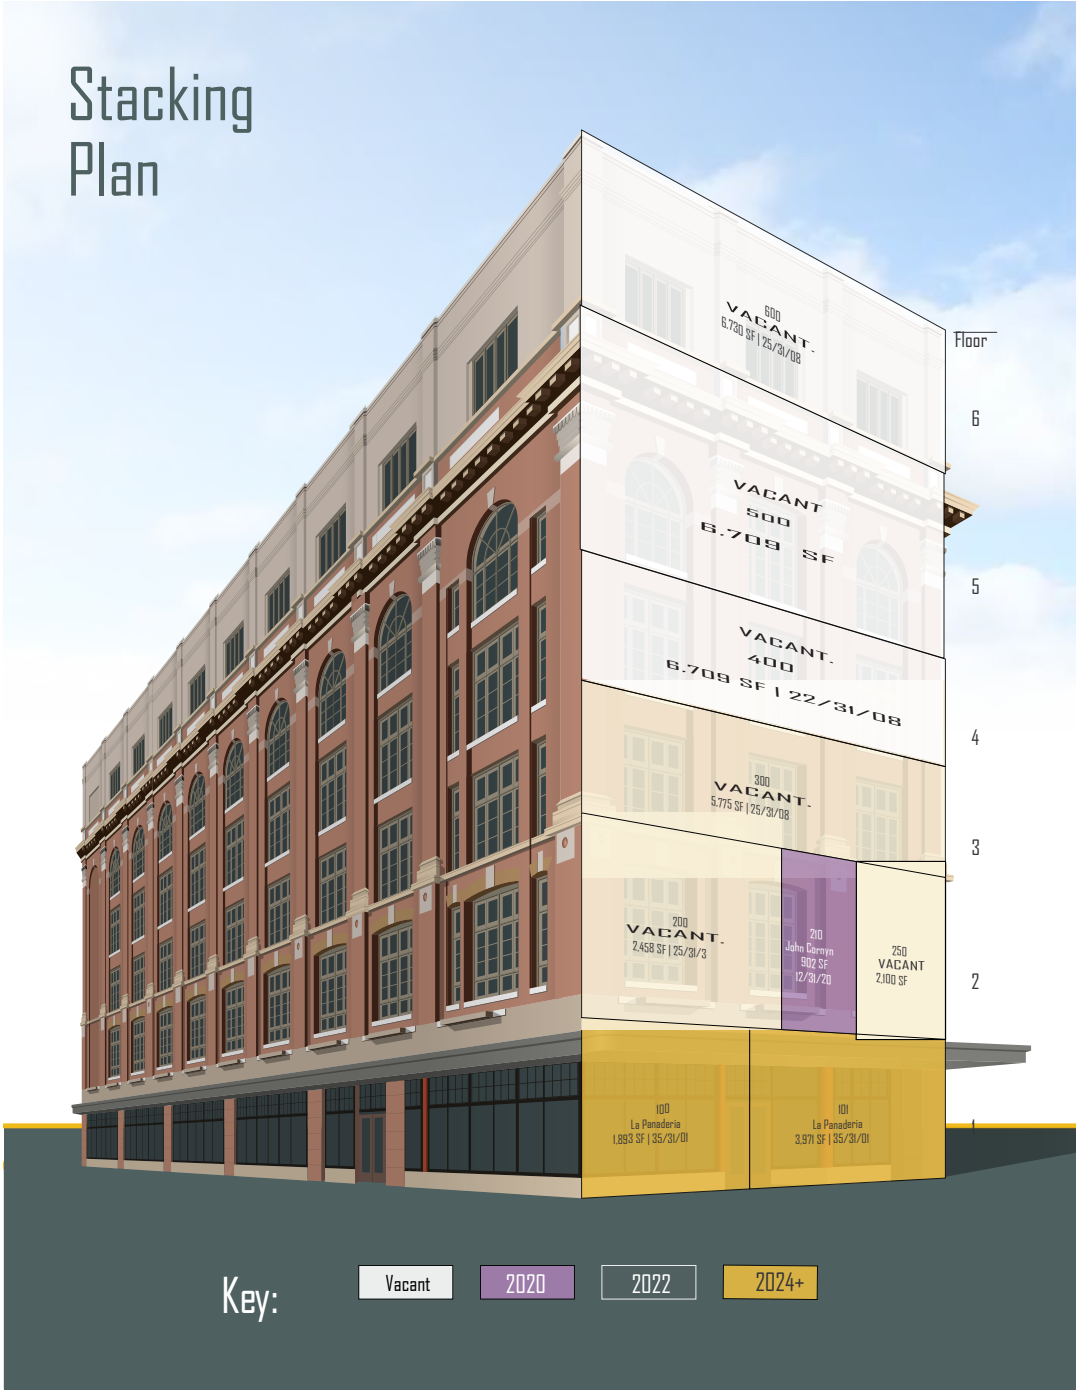 Stacking
Plan
Floor
600
VACANT.
6,730 SF | 25/31/08
6
VACANT
500
6.709 SF
5
VACANT.
400
6.709 SF | 22/31/08
4
300
VACANT.
5,775 SF | 25/31/08
3
200
VACANT.
2,458 SF | 25/31/3
210
John Cornyn
902 SF
12/31/20
250
VACANT
2,100 SF
2
100
La Panaderia
1,893 SF | 35/31/01
101
La Panaderia
3,971 SF | 35/31/01
1
Key:
Vacant
2020
2022
2024+